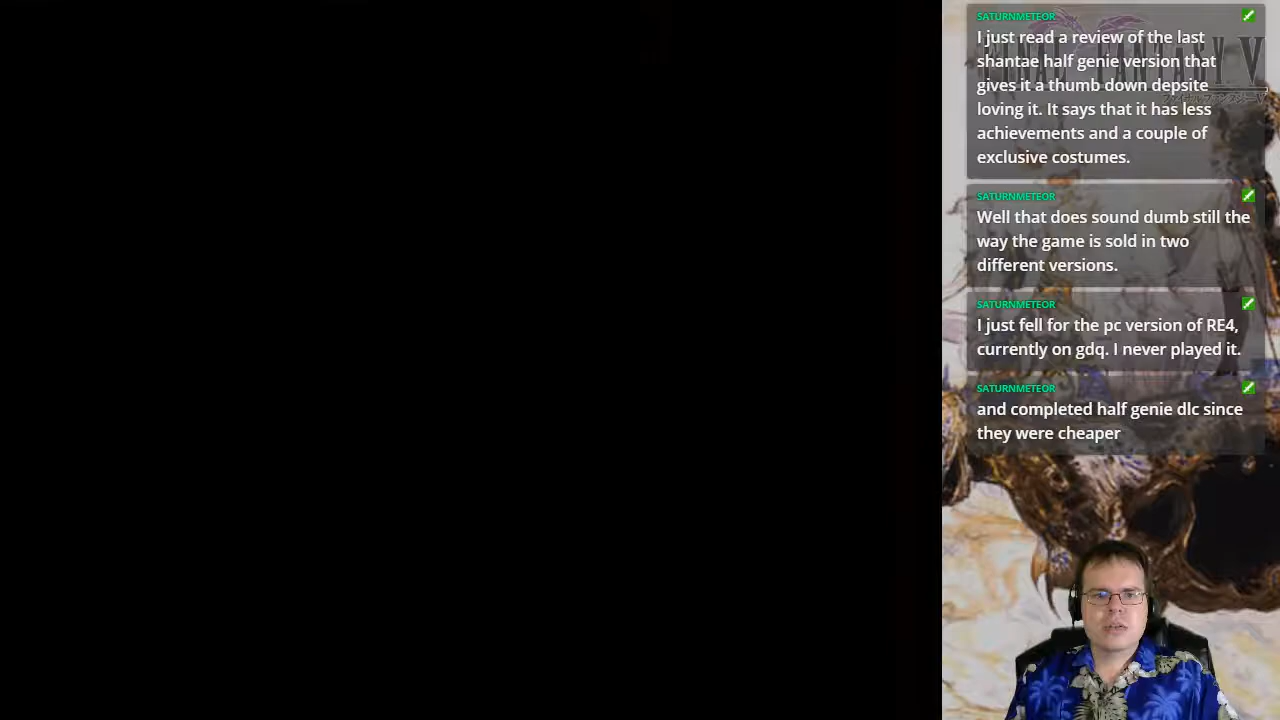 SATURNMETEOR
I just read a review of the last
shantae half genie version that
gives it a thumb down depsite
loving it. It says that it has less
achievements and a couple of
exclusive costumes.
FINAL FANTASY V
SATURNMETEOR
Well that does sound dumb still the
way the game is sold in two
different versions.
SATURNMETEOR
I just fell for the pc version of RE4,
currently on gdq. I never played it.
SATURNMETEOR
and completed half genie dlc since
they were cheaper